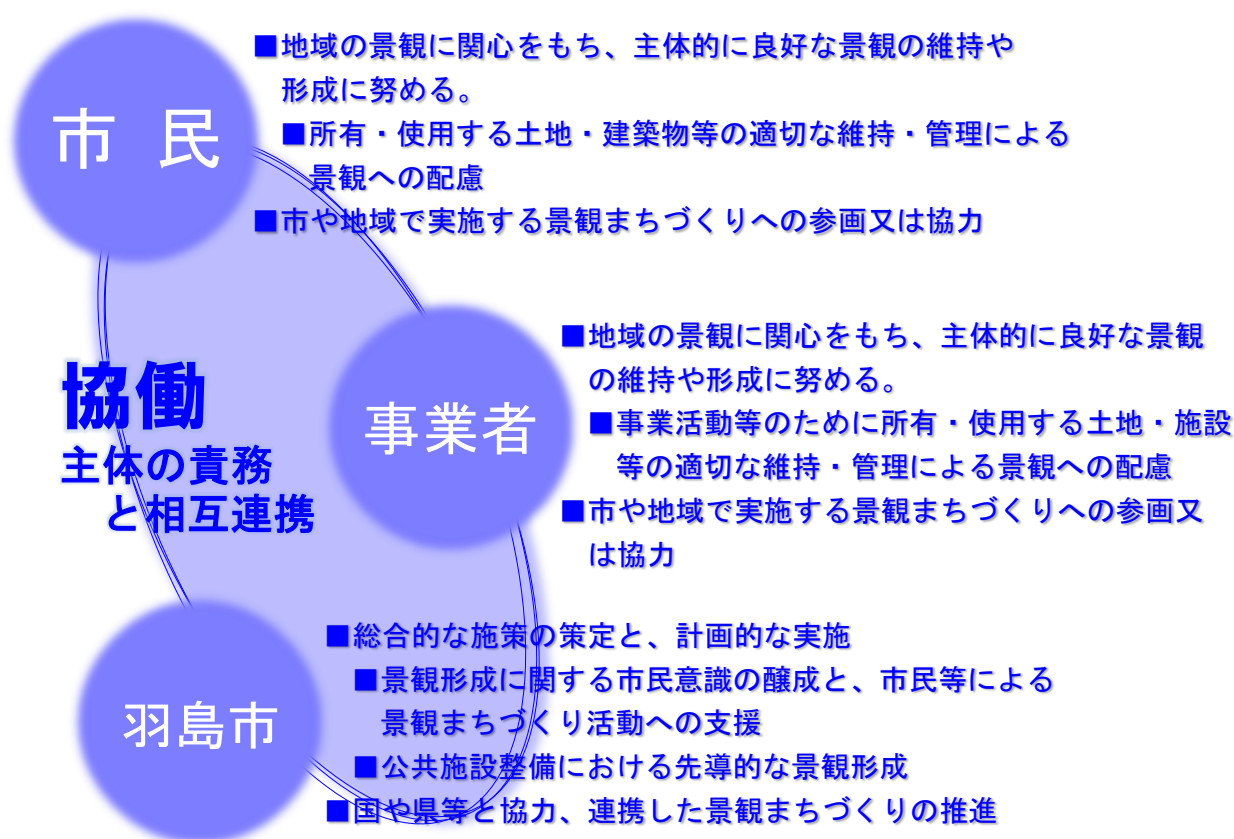 市 民
■地域の景観に関心をもち、主体的に良好な景観の維持や
形成に努める。
■所有・使用する土地・建築物等の適切な維持・管理による
景観への配慮
■市や地域で実施する景観まちづくりへの参画又は協力
協働
主体の責務
と相互連携
事業者
■地域の景観に関心をもち、主体的に良好な景観
の維持や形成に努める。
■事業活動等のために所有・使用する土地・施設
等の適切な維持・管理による景観への配慮
■市や地域で実施する景観まちづくりへの参画又
は協力
羽島市
■総合的な施策の策定と、計画的な実施
■景観形成に関する市民意識の醸成と、市民等による
景観まちづくり活動への支援
■公共施設整備における先導的な景観形成
■国や県等と協力、連携した景観まちづくりの推進